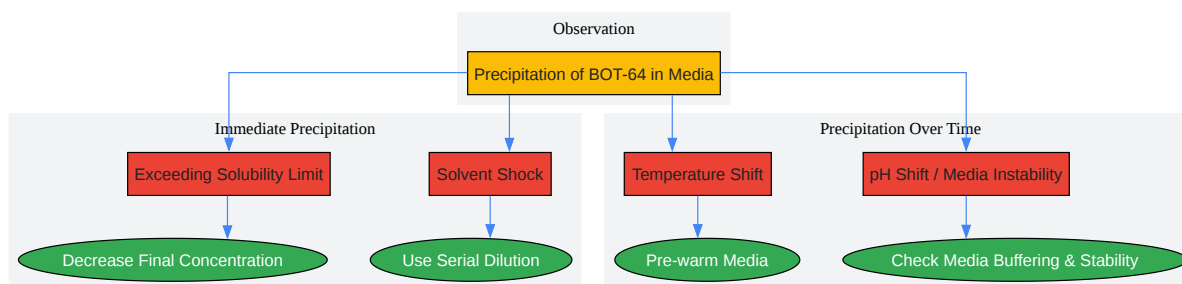 Observation
Precipitation of BOT-64 in Media
Immediate Precipitation
Precipitation Over Time
Exceeding Solubility Limit
Solvent Shock
Temperature Shift
pH Shift / Media Instability
Decrease Final Concentration
Use Serial Dilution
Pre-warm Media
Check Media Buffering & Stability